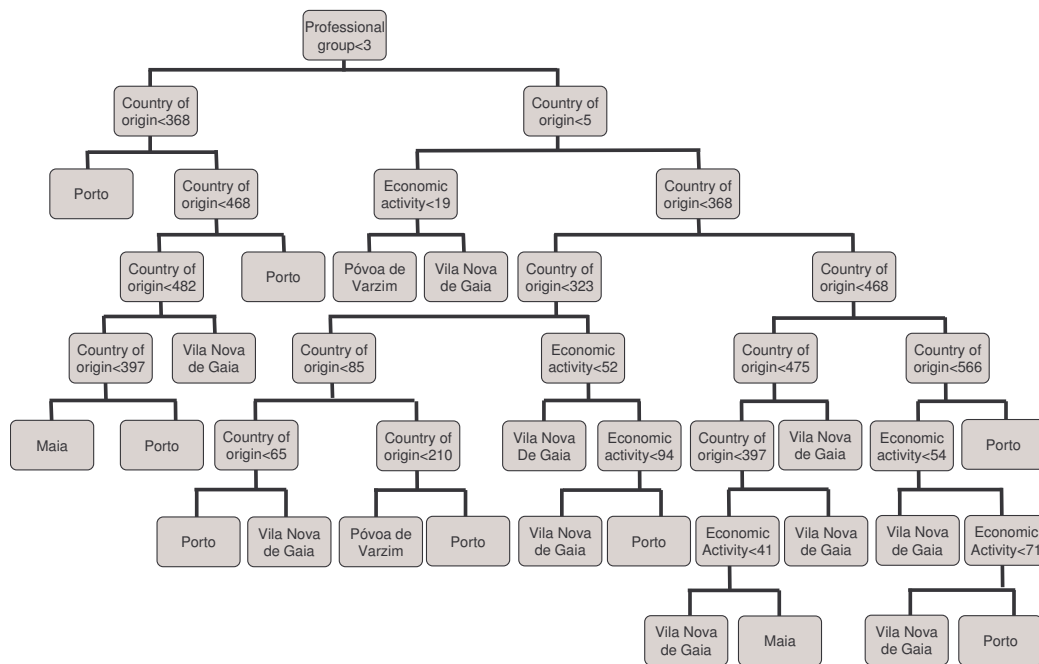 Professional
group<3
Country of
origin<368
Country of
origin<5
Porto
Country of
origin<468
Economic
activity<19
Country of
origin<368
Country of
origin<482
Porto
Póvoa de
Varzim
Vila Nova
de Gaia
Country of
origin<323
Country of
origin<468
Country of
origin<397
Vila Nova
de Gaia
Country of
origin<85
Economic
activity<52
Country of
origin<475
Country of
origin<566
Maia
Porto
Country of
origin<65
Country of
origin<210
Vila Nova
De Gaia
Economic
activity<94
Country of
origin<397
Vila Nova
de Gaia
Economic
activity<54
Porto
Porto
Vila Nova
de Gaia
Póvoa de
Varzim
Porto
Vila Nova
de Gaia
Porto
Economic
Activity<41
Vila Nova
de Gaia
Vila Nova
de Gaia
Economic
Activity<71
Vila Nova
de Gaia
Maia
Vila Nova
de Gaia
Porto